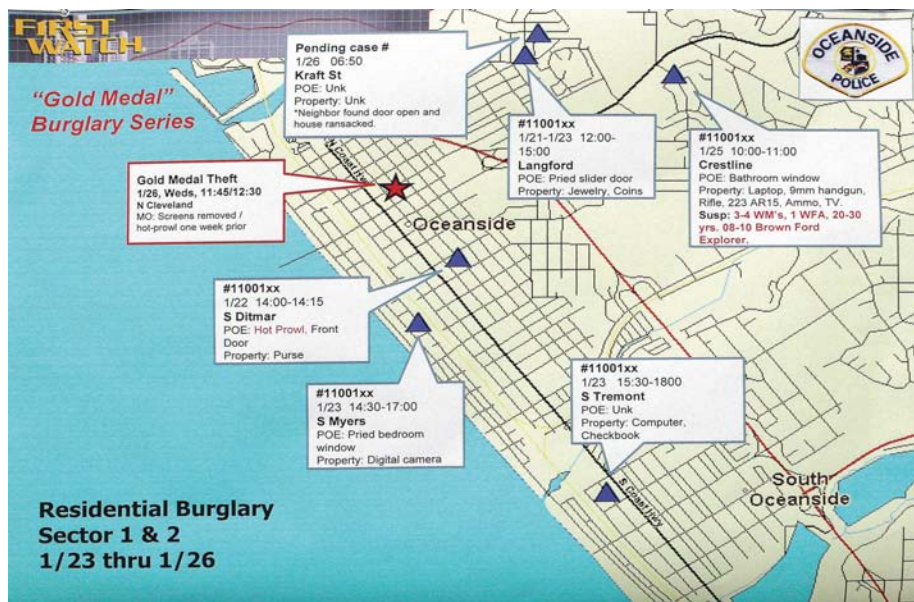 FIRST
WATCH
"Gold Medal"
Burglary Series
Pending case #
1/26 06:50
Kraft St
POE: Unk
Property: Unk
*Neighbor found door open and
house ransacked.
OCEANSIDE
POLICE
#11001xx
1/21-1/23 12:00-
15:00
Langford
POE: Pried slider door
Property: Jewelry, Coins
#11001xx
1/25 10:00-11:00
Crestline
POE: Bathroom window
Property: Laptop, 9mm handgun,
Rifle, 223 AR15, Ammo, TV.
Susp: 3-4 WM's, 1 WFA, 20-30
yrs. 08-10 Brown Ford
Explorer.
N Coast Hwy
Gold Medal Theft
1/26, Weds, 11:45/12:30
N Cleveland
MO: Screens removed /
hot-prowl one week prior
Oceanside
#11001xx
1/22 14:00-14:15
S Ditmar
POE: Hot Prowl, Front
Door
Property: Purse
#11001xx
1/23 14:30-17:00
S Myers
POE: Pried bedroom
window
Property: Digital camera
#11001xx
1/23 15:30-1800
S Tremont
POE: Unk
Property: Computer,
Checkbook
S Coast Hwy
South
Oceanside
Residential Burglary
Sector 1 & 2
1/23 thru 1/26